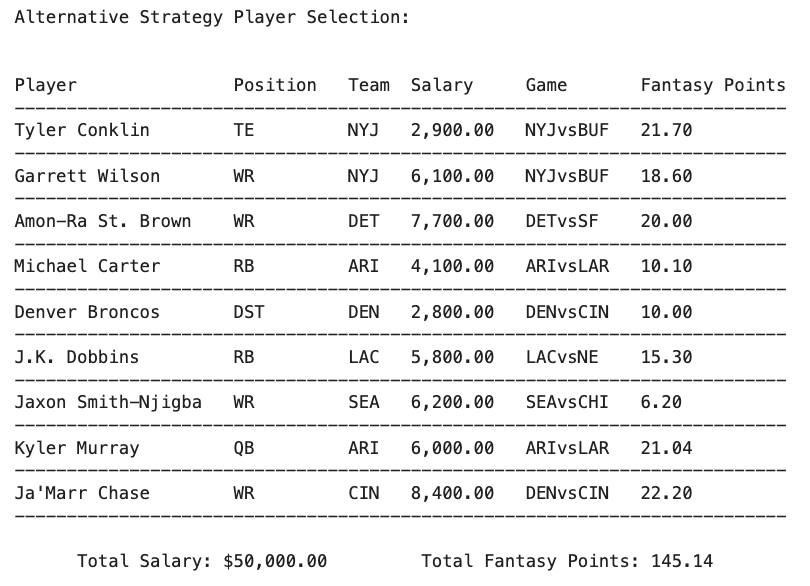 Alternative Strategy Player Selection:
Player Position Team Salary Game Fantasy Points
Tyler Conklin TE NYJ 2,900.00 NYJvsBUF 21.70
Garrett Wilson WR NYJ 6,100.00 NYJvsBUF 18.60
Amon-Ra St. Brown WR DET 7,700.00 DETvsSF 20.00
Michael Carter RB ARI 4,100.00 ARIvsLAR 10.10
Denver Broncos DST DEN 2,800.00 DENvsCIN 10.00
J.K. Dobbins RB LAC 5,800.00 LACvsNE 15.30
Jaxon Smith-Njigba WR SEA 6,200.00 SEAvsCHI 6.20
Kyler Murray QB ARI 6,000.00 ARIvsLAR 21.04
Ja'Marr Chase WR CIN 8,400.00 DENvsCIN 22.20
Total Salary: $50,000.00 Total Fantasy Points: 145.14